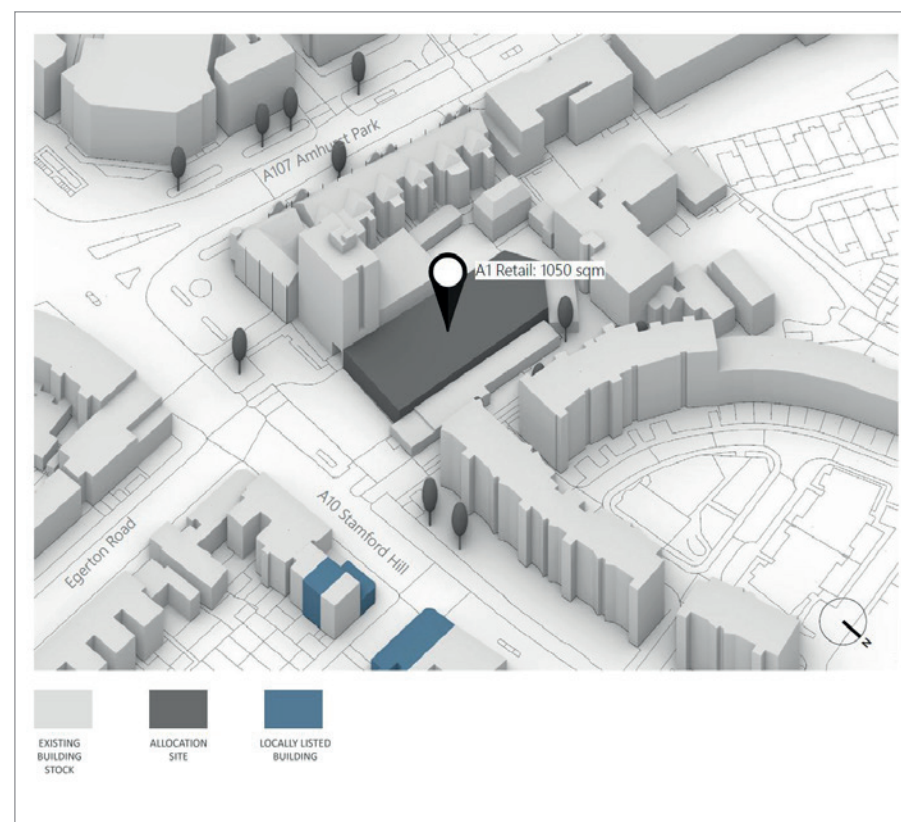 A107 Amhurst Park
A1 Retail: 1050 sqm
A10 Stamford Hill
Egerton Road
N
EXISTING
BUILDING
STOCK
ALLOCATION
SITE
LOCALLY LISTED
BUILDING